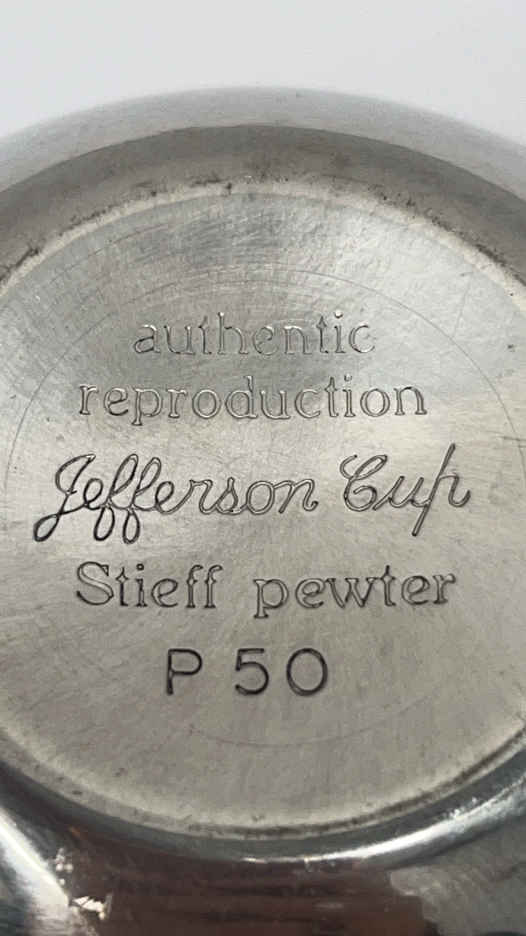 authentic
reproduction
Jefferson Cup
Stieff pewter
P 50